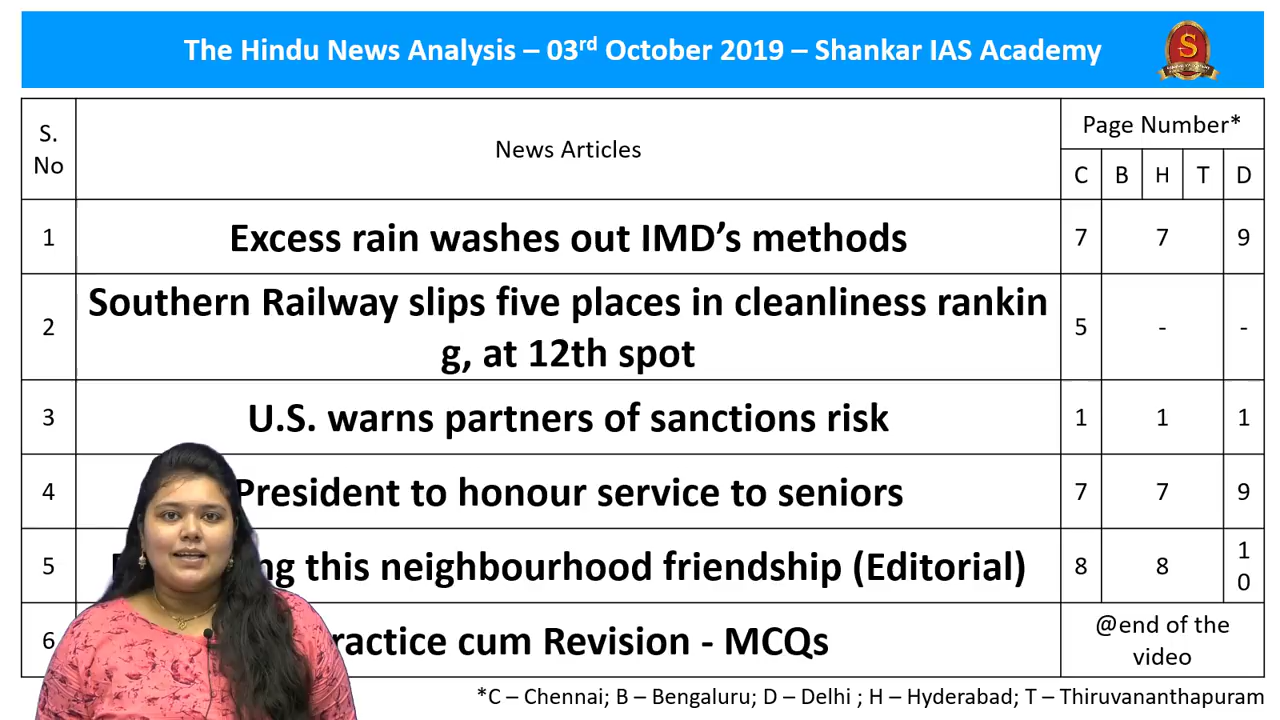 The Hindu News Analysis – 03rd October 2019 – Shankar IAS Academy
S
S. No
News Articles
Page Number*
C B H T D
1 Excess rain washes out IMD’s methods 7 7 9
2 Southern Railway slips five places in cleanliness rankin
g, at 12th spot 5 - -
3 U.S. warns partners of sanctions risk 1 1 1
4 President to honour service to seniors 7 7 9
5 this neighbourhood friendship (Editorial) 8 8 10
6 cum Revision - MCQs @end of the
video
*C – Chennai; B – Bengaluru; D – Delhi ; H – Hyderabad; T – Thiruvananthapuram